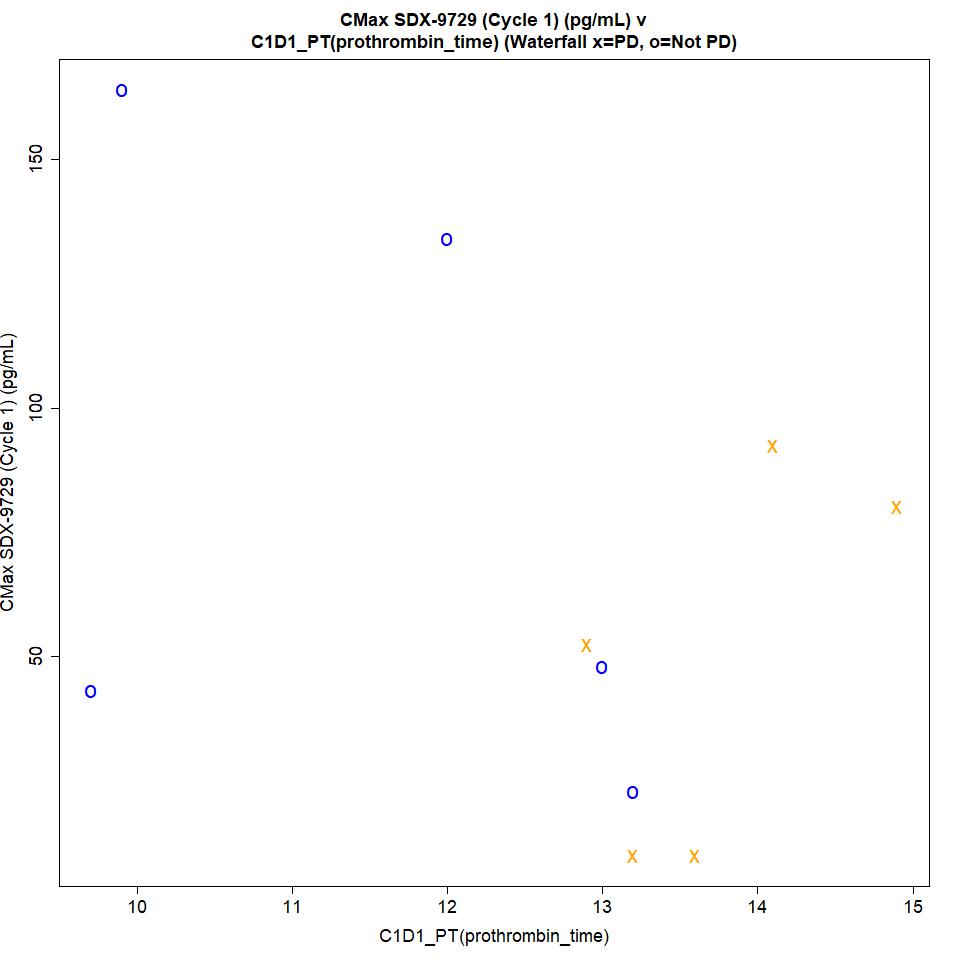 CMax SDX-9729 (Cycle 1) (pg/mL) v
C1D1_PT(prothrombin_time) (Waterfall x=PD, o=Not PD)
CMax SDX-9729 (Cycle 1) (pg/mL)
150
100
50
o
o
x
x
x
o
o
o
x
x
10
11
12
13
14
15
C1D1_PT(prothrombin_time)